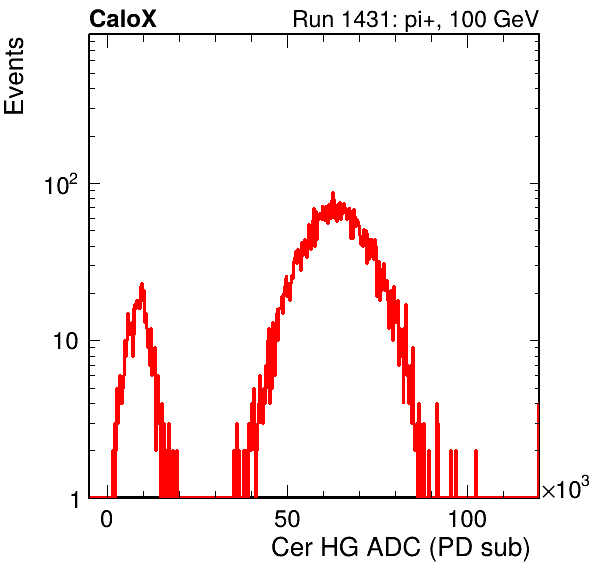 CaloX Run 1431: pi+, 100 GeV
Events
10²
10
1
0 50 100 ×10³
Cer HG ADC (PD sub)